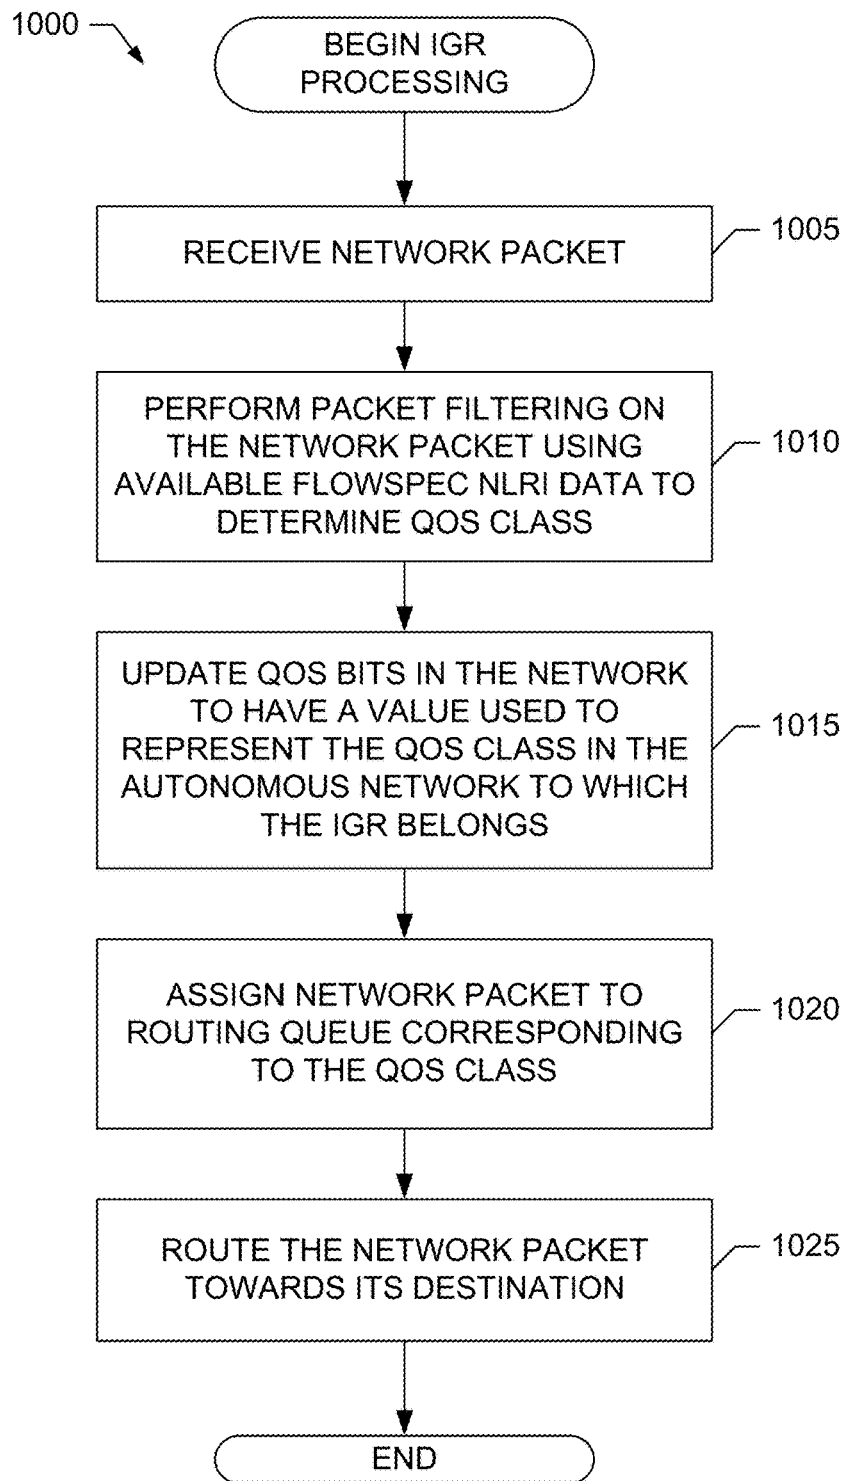 1000
BEGIN IGR
PROCESSING
RECEIVE NETWORK PACKET
1005
PERFORM PACKET FILTERING ON
THE NETWORK PACKET USING
AVAILABLE FLOWSPEC NLRI DATA TO
DETERMINE QOS CLASS
1010
UPDATE QOS BITS IN THE NETWORK
TO HAVE A VALUE USED TO
REPRESENT THE QOS CLASS IN THE
AUTONOMOUS NETWORK TO WHICH
THE IGR BELONGS
1015
ASSIGN NETWORK PACKET TO
ROUTING QUEUE CORRESPONDING
TO THE QOS CLASS
1020
ROUTE THE NETWORK PACKET
TOWARDS ITS DESTINATION
1025
END